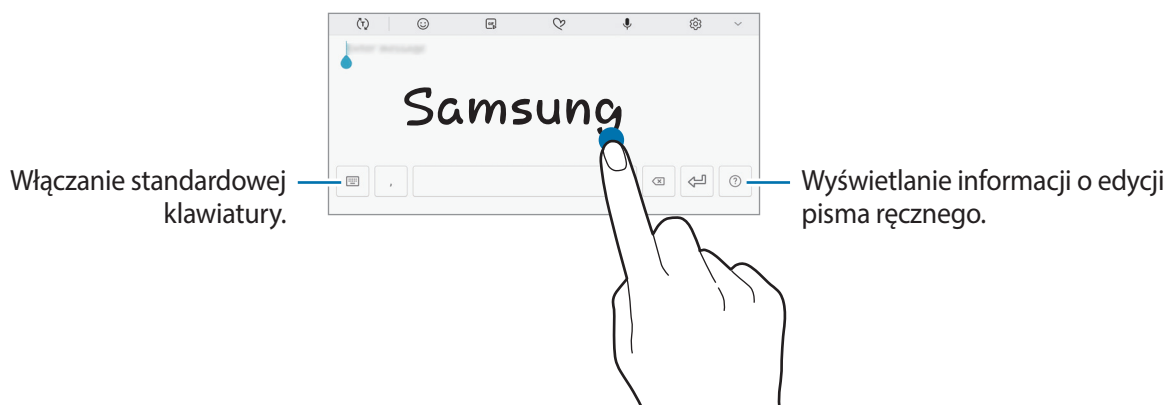 Samsung
Włączanie standardowej
klawiatury.
Wyświetlanie informacji o edycji
pisma ręcznego.